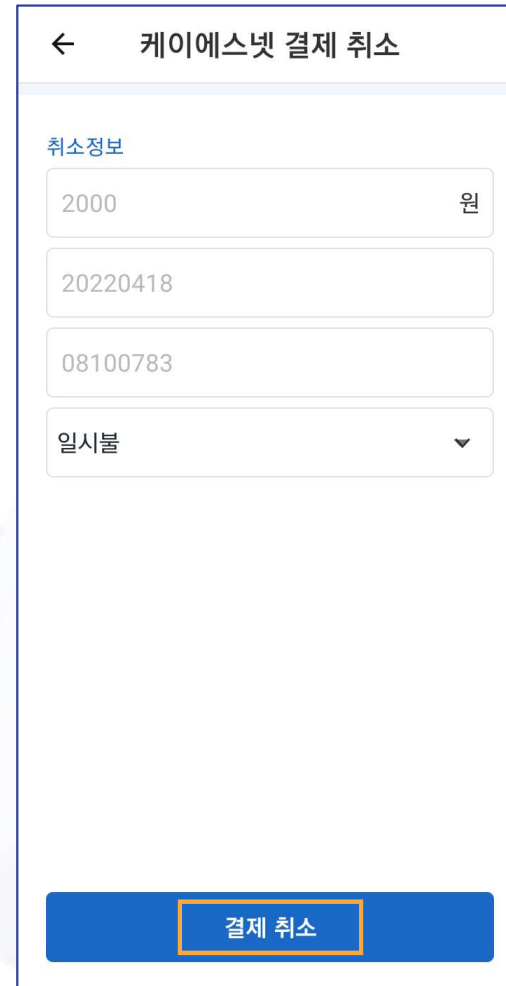 ← 케이에스넷 결제 취소
취소정보
2000 원
20220418
08100783
일시불
결제 취소